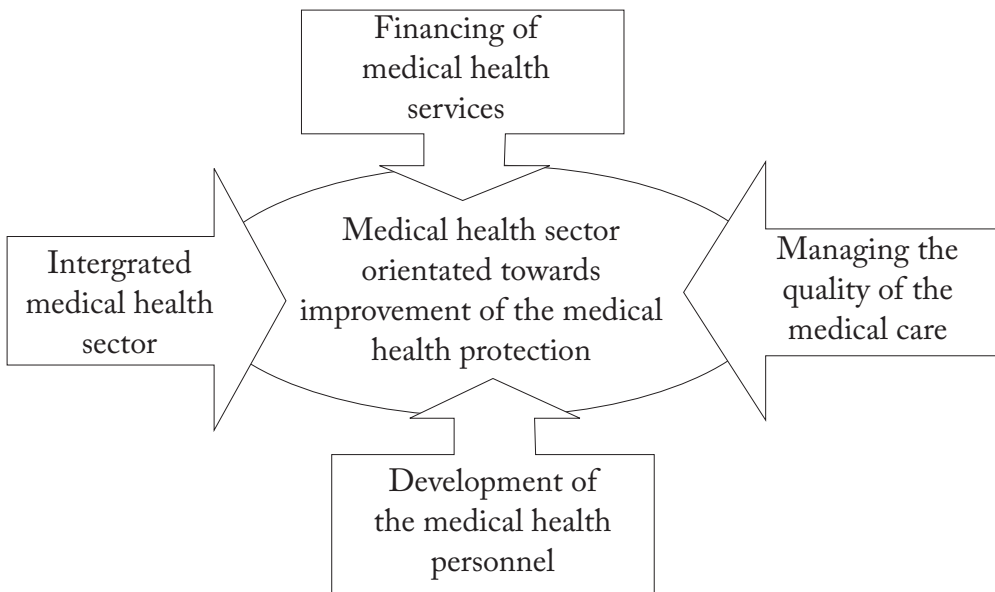 Financing of
medical health
services
Medical health sector
orientated towards
improvement of the medical
health protection
Intergrated
medical health
sector
Managing the
quality of the
medical care
Development of
the medical health
personnel